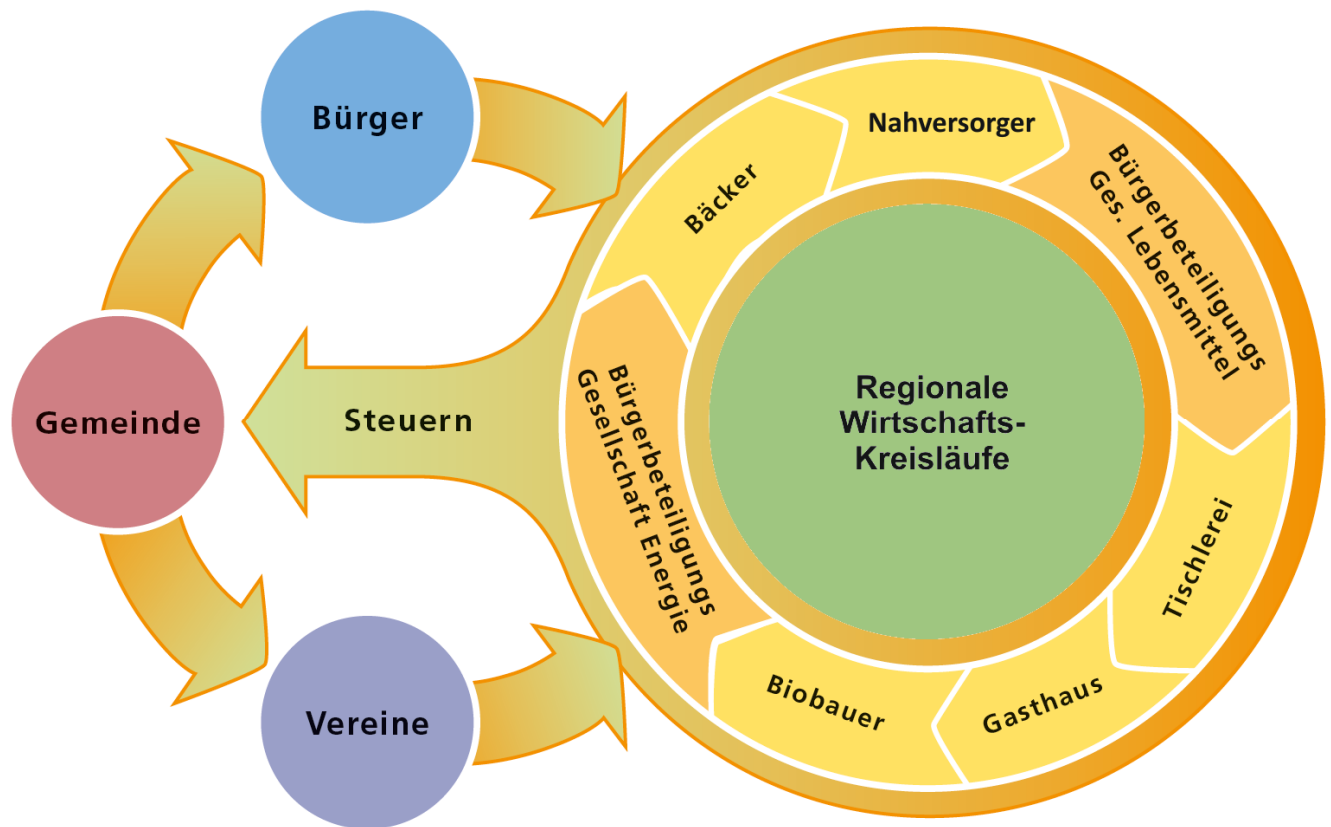 Bürger
Gemeinde
Steuern
Vereine
Nahversorger
Bäcker
Bürgerbeteiligungs
Ges. Lebensmittel
Bürgerbeteiligungs
Gesellschaft Energie
Regionale
Wirtschafts-
Kreisläufe
Tischlerei
Gasthaus
Biobauer